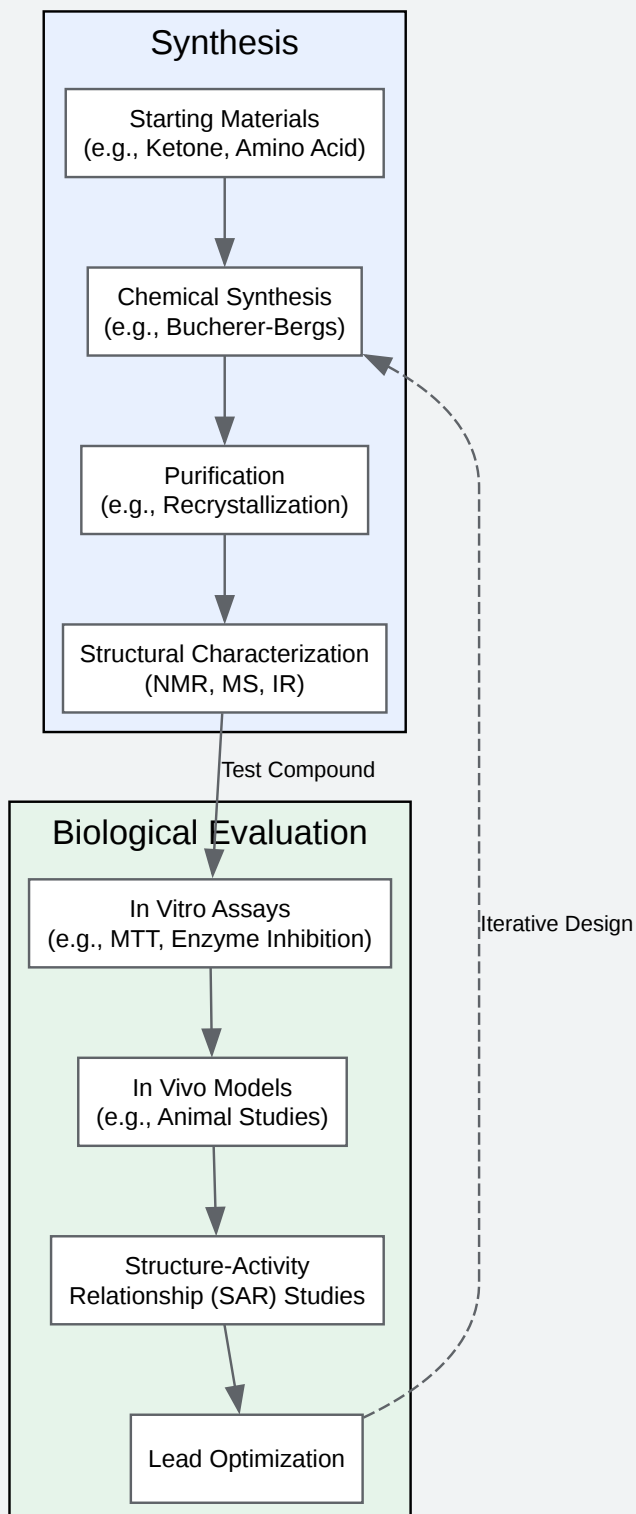 Synthesis
Starting Materials
(e.g., Ketone, Amino Acid)
Chemical Synthesis
(e.g., Bucherer-Bergs)
Purification
(e.g., Recrystallization)
Structural Characterization
(NMR, MS, IR)
Test Compound
Biological Evaluation
In Vitro Assays
(e.g., MTT, Enzyme Inhibition)
Iterative Design
In Vivo Models
(e.g., Animal Studies)
Structure-Activity
Relationship (SAR) Studies
Lead Optimization